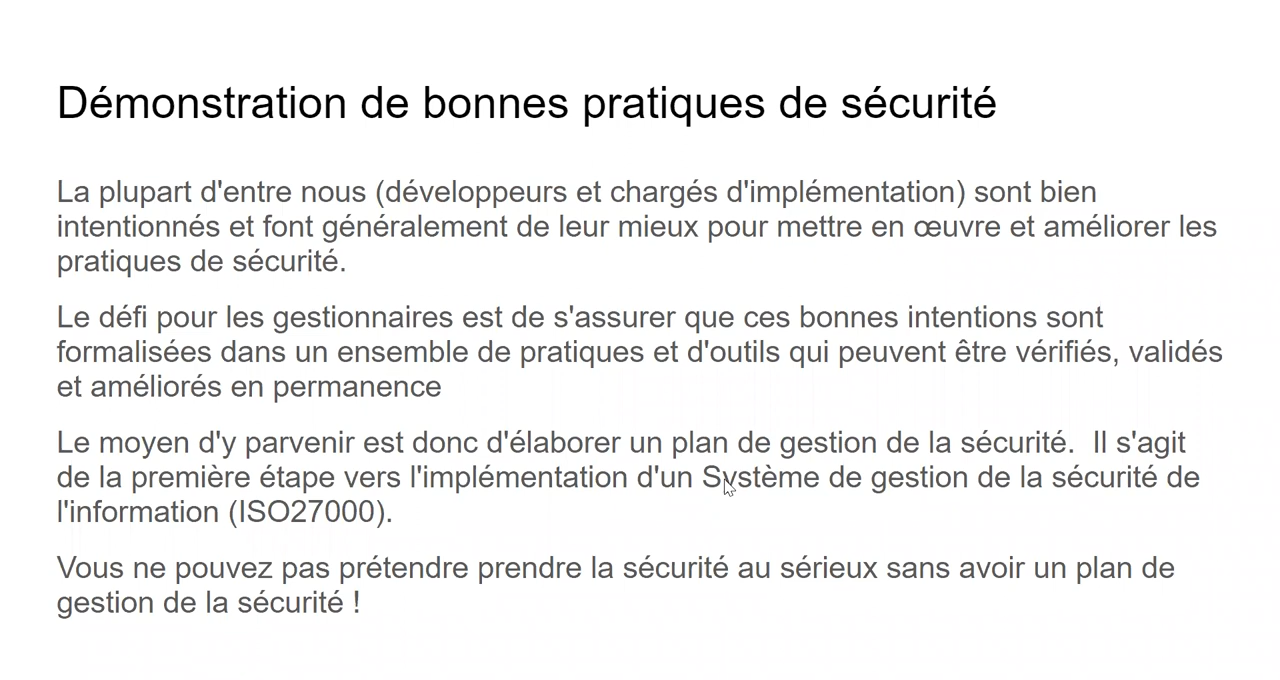 Démonstration de bonnes pratiques de sécurité
La plupart d'entre nous (développeurs et chargés d'implémentation) sont bien
intentionnés et font généralement de leur mieux pour mettre en œuvre et améliorer les
pratiques de sécurité.
Le défi pour les gestionnaires est de s'assurer que ces bonnes intentions sont
formalisées dans un ensemble de pratiques et d'outils qui peuvent être vérifiés, validés
et améliorés en permanence
Le moyen d'y parvenir est donc d'élaborer un plan de gestion de la sécurité.  Il s'agit
de la première étape vers l'implémentation d'un Système de gestion de la sécurité de
l'information (ISO27000).
Vous ne pouvez pas prétendre prendre la sécurité au sérieux sans avoir un plan de
gestion de la sécurité !